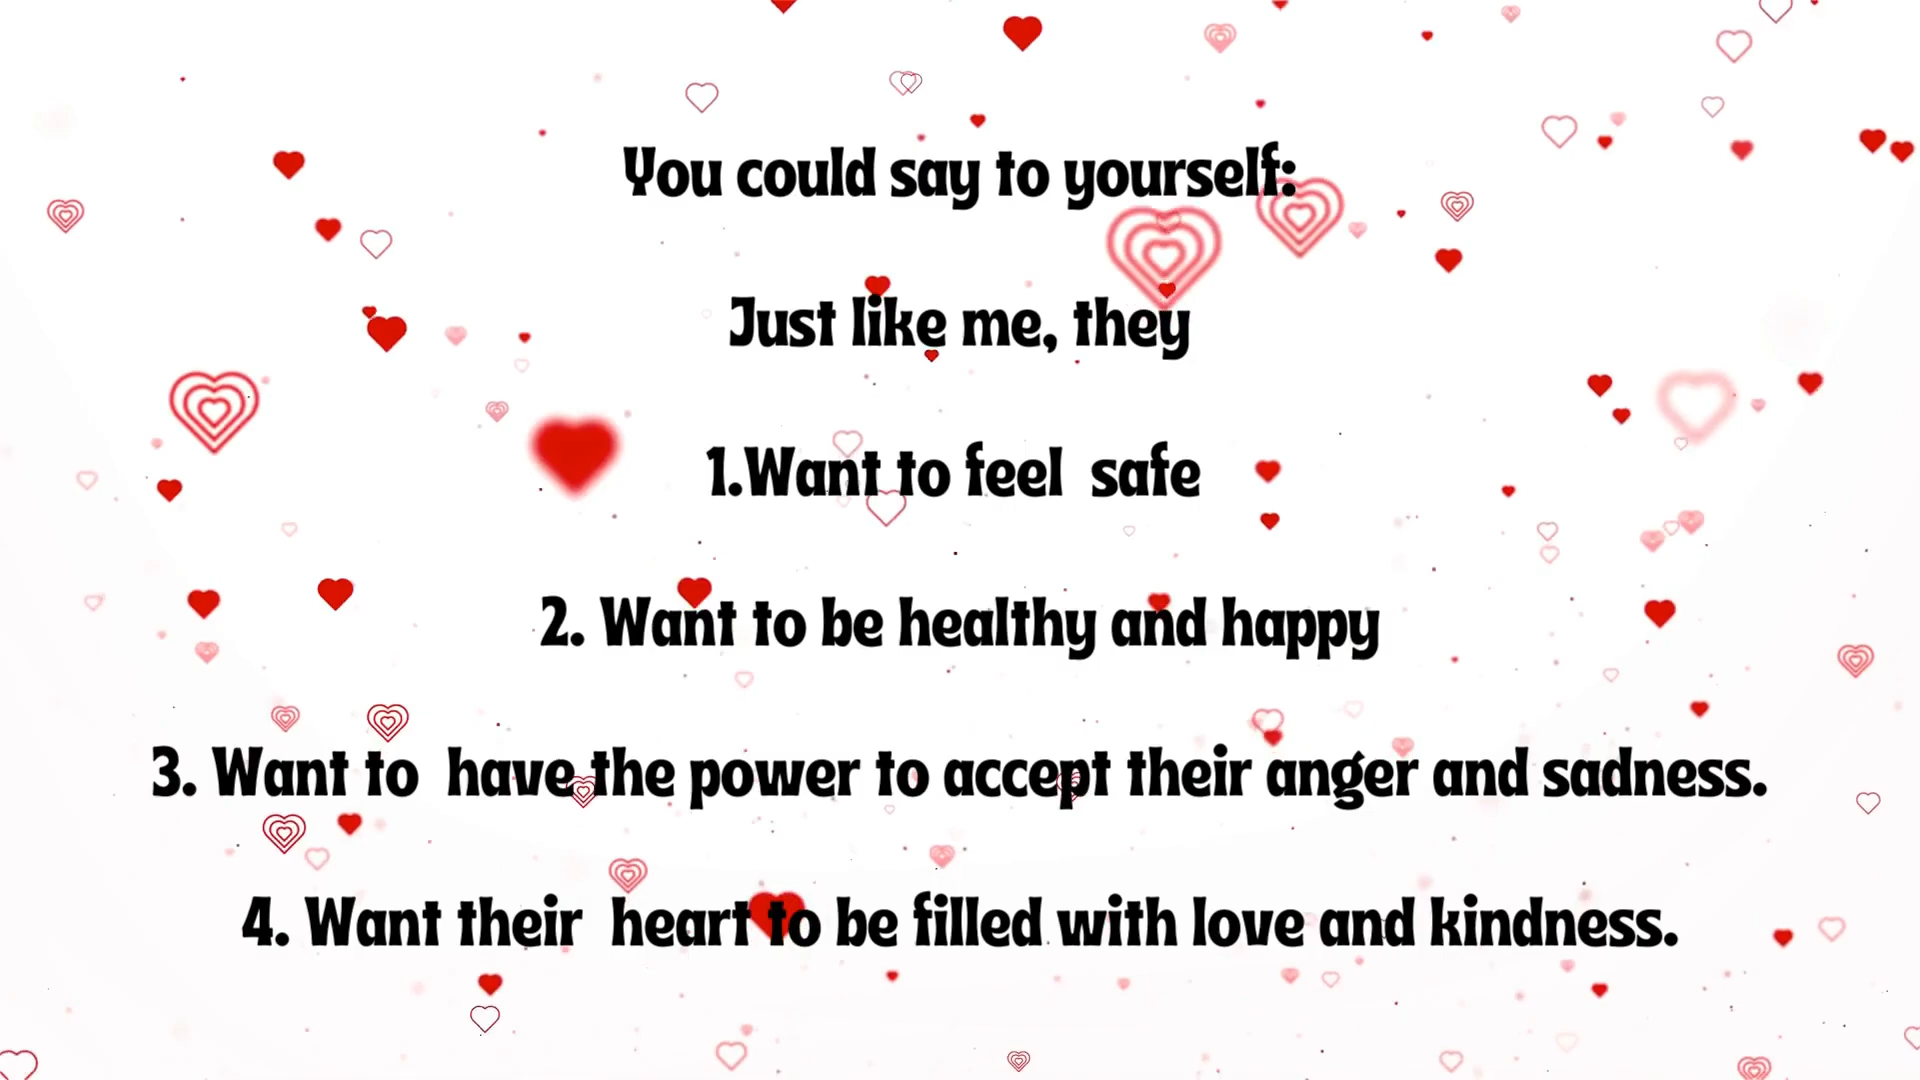 You could say to yourself:
Just like me, they
1.Want to feel  safe
2. Want to be healthy and happy
3. Want to  have the power to accept their anger and sadness.
4. Want their  heart to be filled with love and kindness.